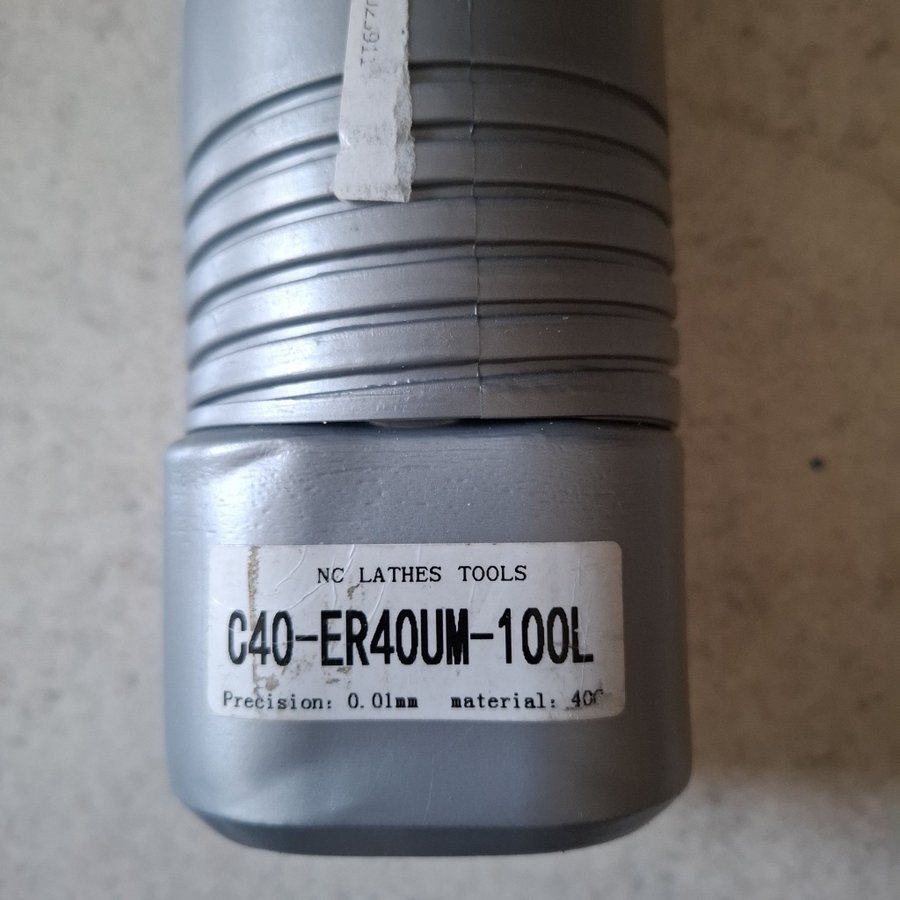 NC LATHES TOOLS
C40-ER40UM-100L
Precision: 0.01mm material: